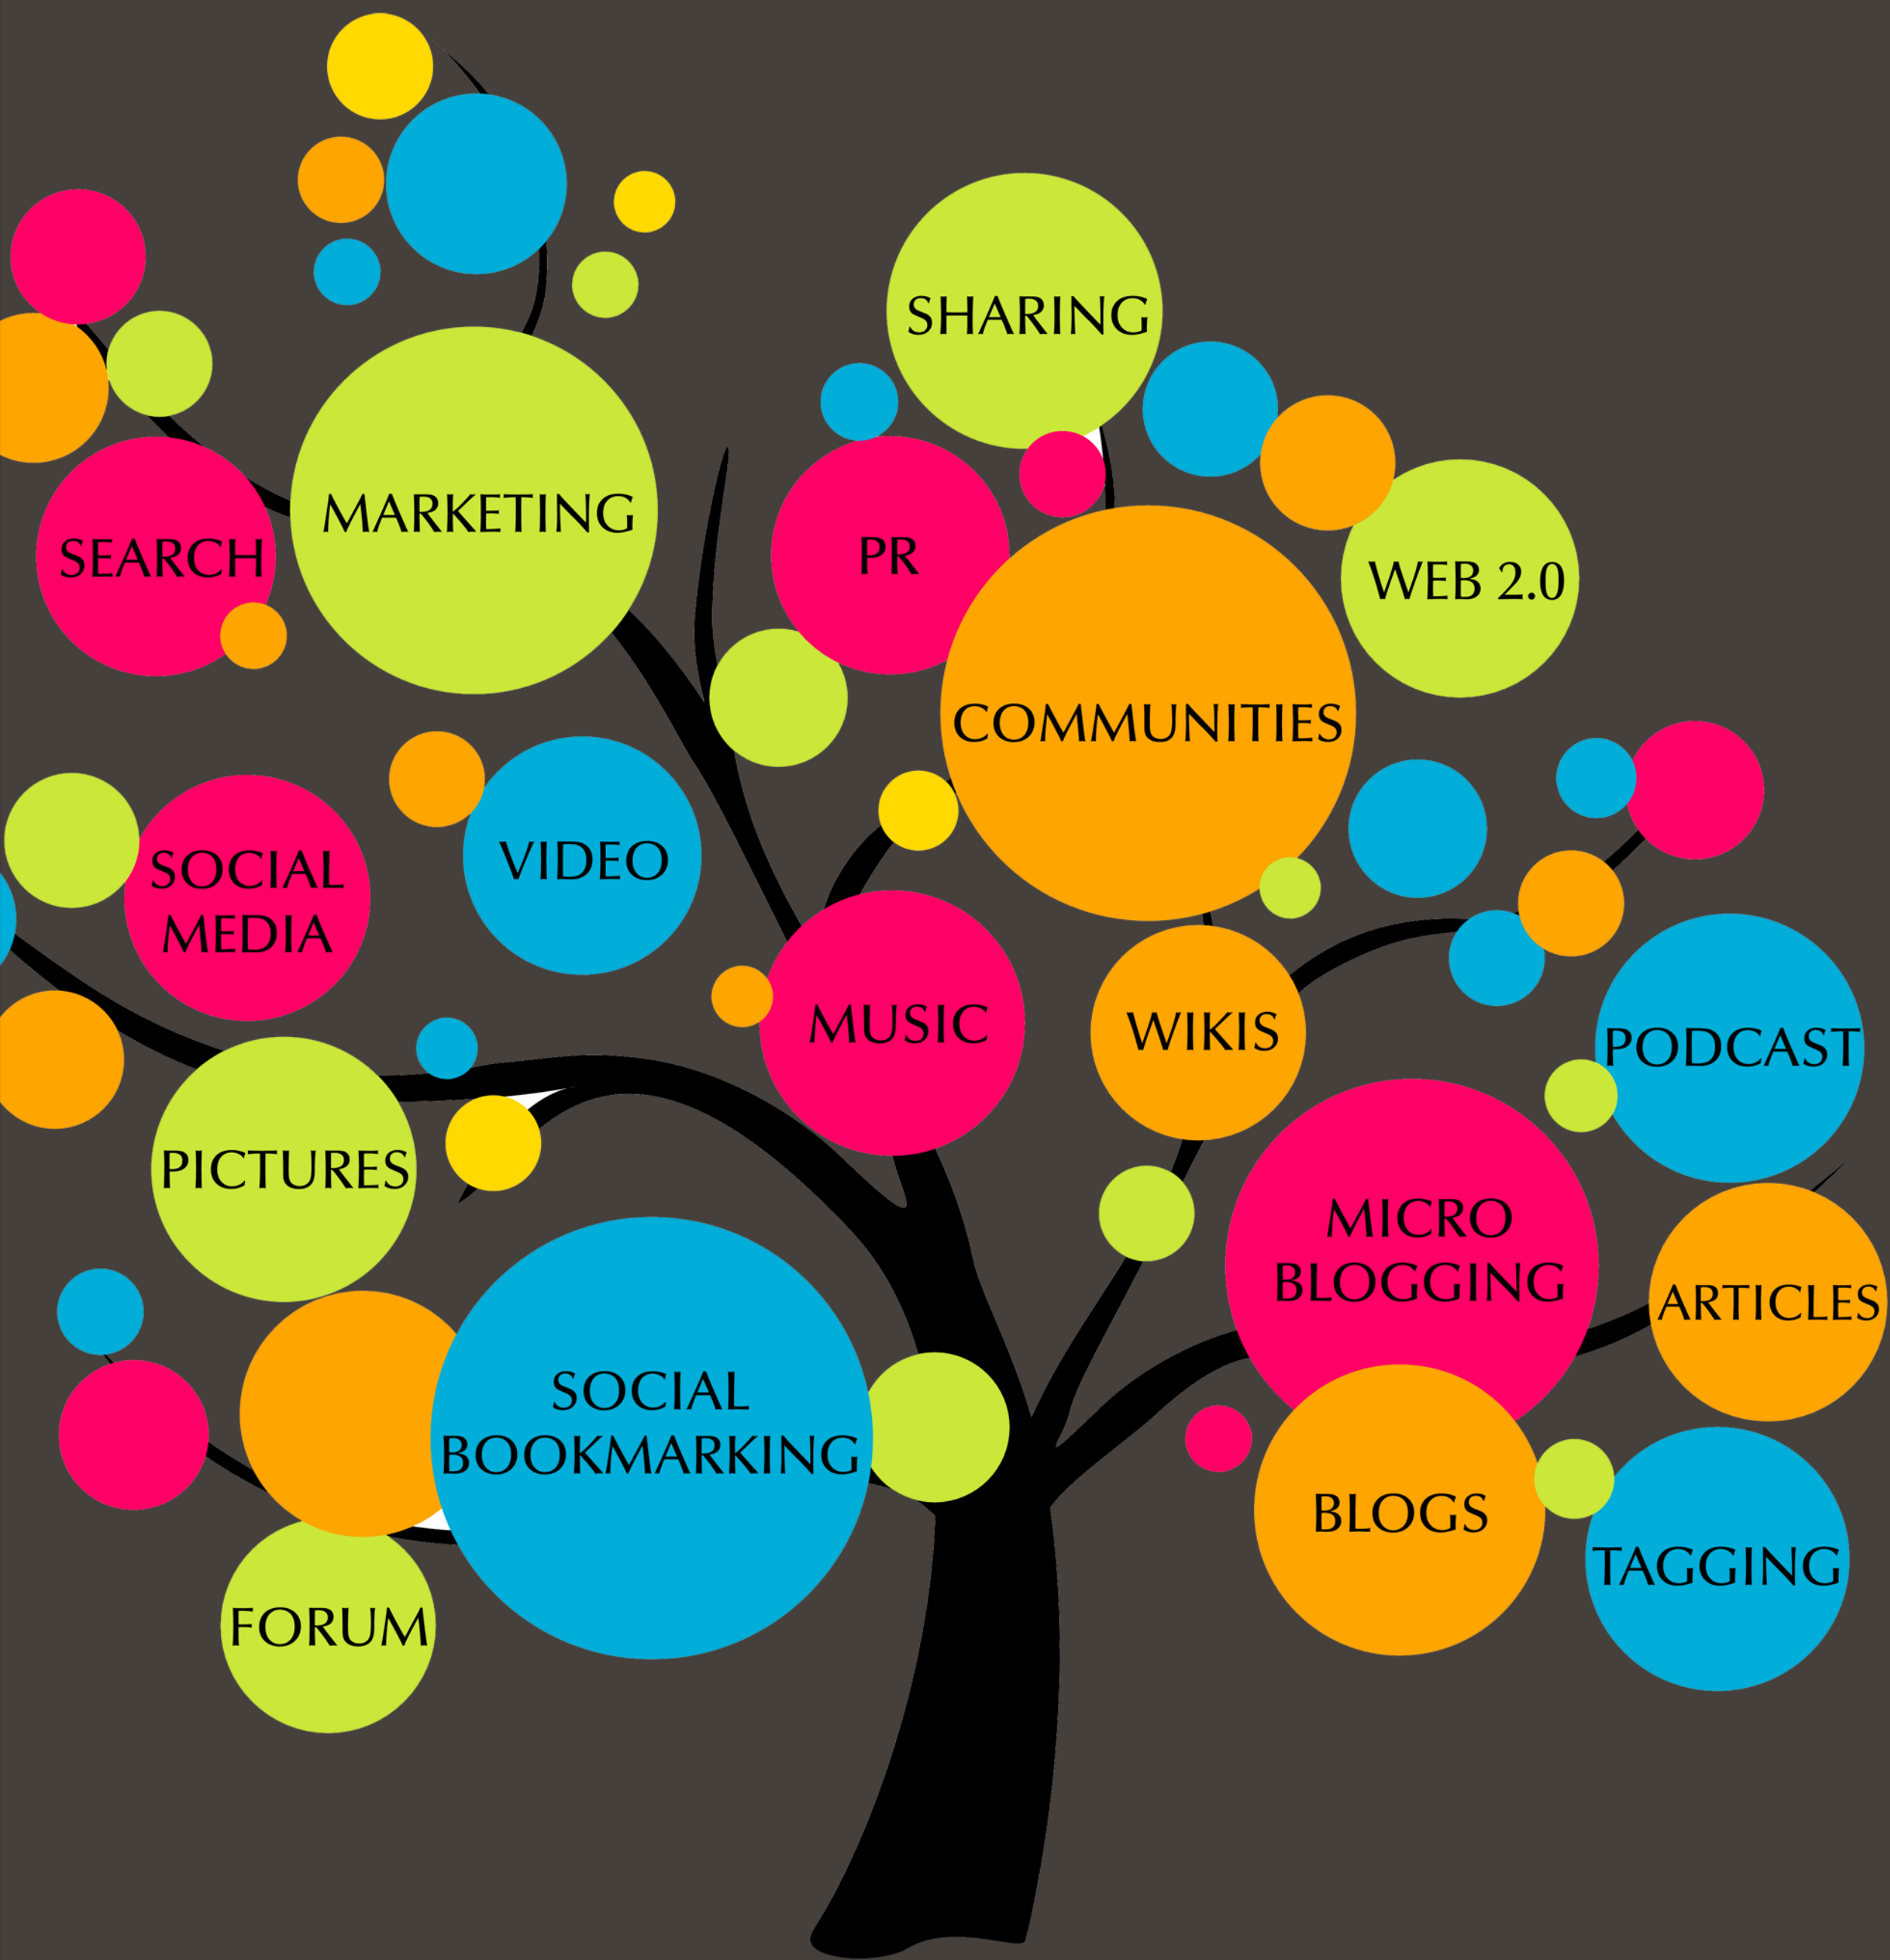 SHARING
MARKETING
SEARCH
PR
WEB 2.0
COMMUNITIES
VIDEO
SOCIAL
MEDIA
MUSIC
WIKIS
PODCAST
PICTURES
MICRO
BLOGGING
ARTICLES
SOCIAL
BOOKMARKING
BLOGS
TAGGING
FORUM